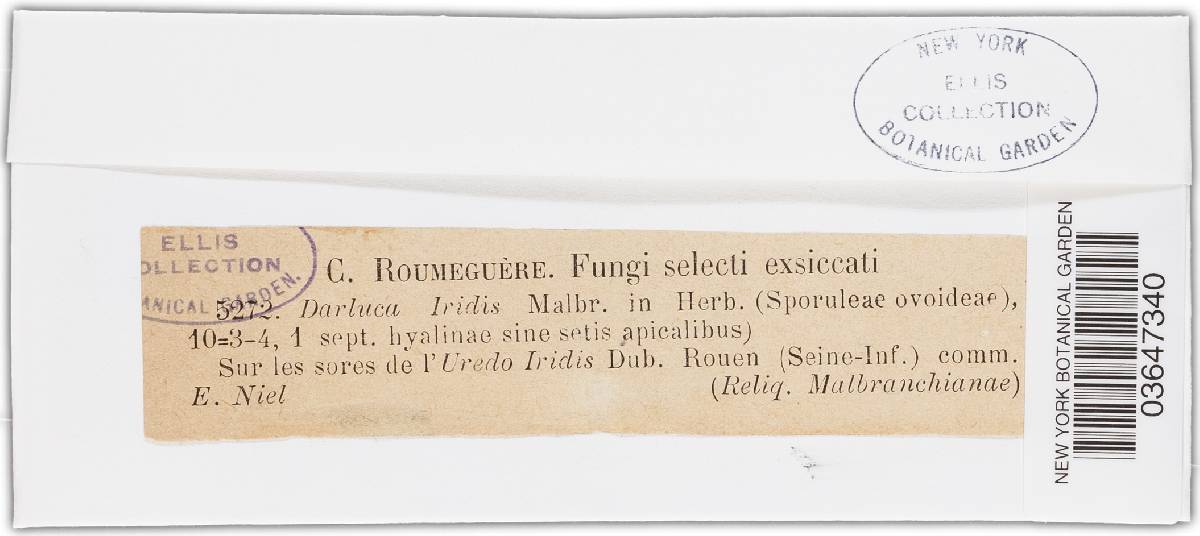 NEW YORK
ELLIS
COLLECTION
BOTANICAL GARDEN
ELLIS
OLLECTION
ANICAL GARDEN.
C. ROUMEGUÈRE. Fungi selecti exsiccati
5272. Darluca Iridis Malbr. in Herb. (Sporuleae ovoideae),
10=3-4, 1 sept. hyalinae sine setis apicalibus)
Sur les sores de l'Uredo Iridis Dub. Rouen (Seine-Inf.) comm.
E. Niel (Reliq. Malbranchianae)
NEW YORK BOTANICAL GARDEN
03647340